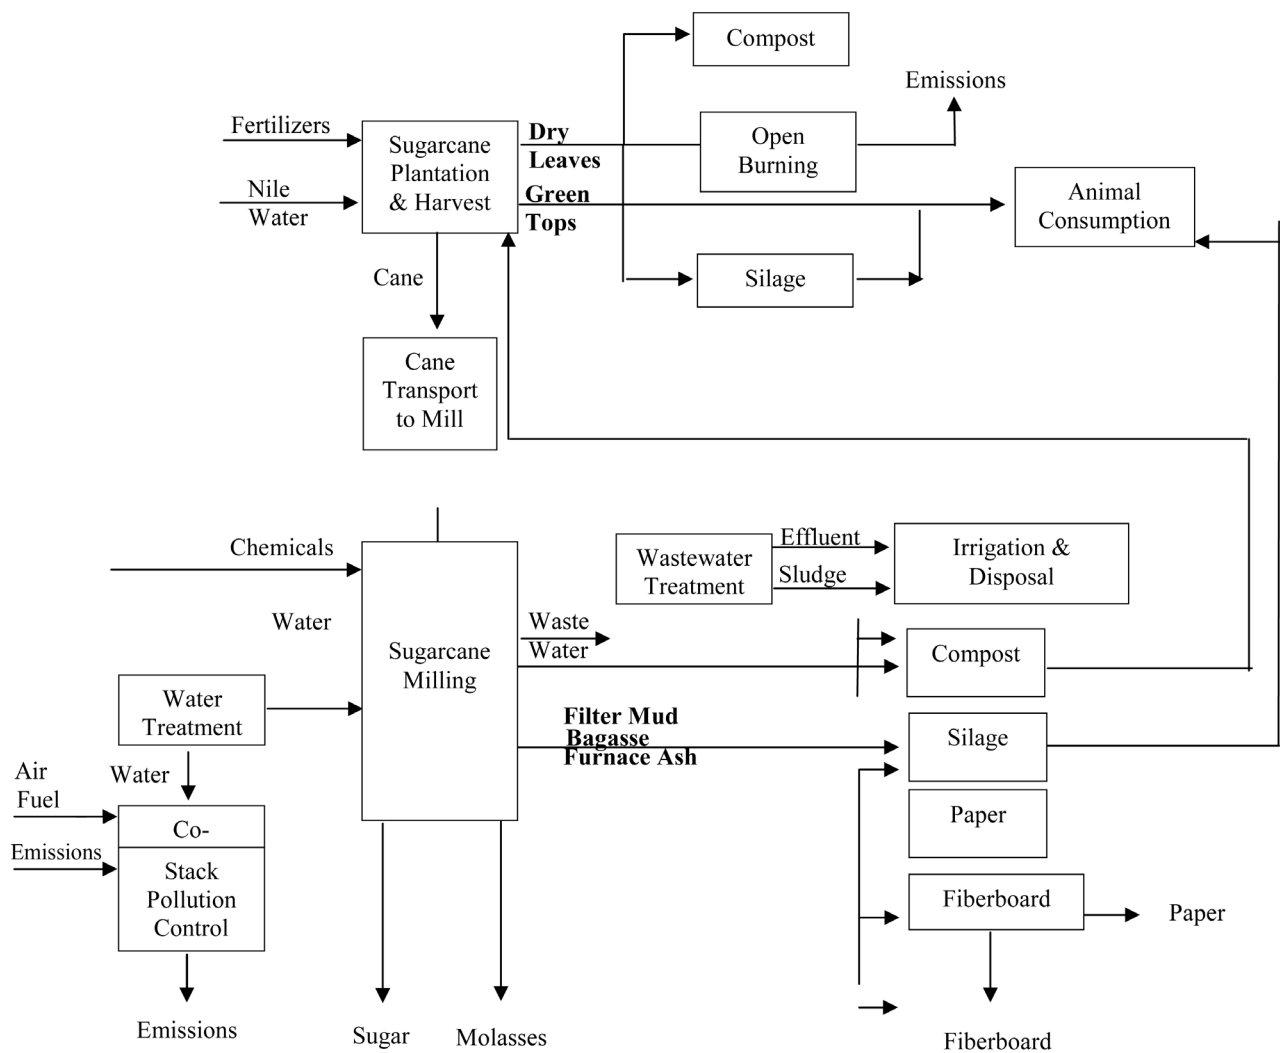 Compost
Emissions
Fertilizers
Sugarcane
Plantation
& Harvest
Nile
Water
Dry
Leaves
Green
Tops
Open
Burning
Animal
Consumption
Silage
Cane
Cane
Transport
to Mill
Chemicals
Water
Sugarcane
Milling
Wastewater
Treatment
Effluent
Sludge
Irrigation &
Disposal
Waste
Water
Compost
Water
Treatment
Filter Mud
Bagasse
Furnace Ash
Silage
Water
Air
Fuel
Paper
Co-
Emissions
Stack
Pollution
Control
Fiberboard
Paper
Emissions
Sugar
Molasses
Fiberboard